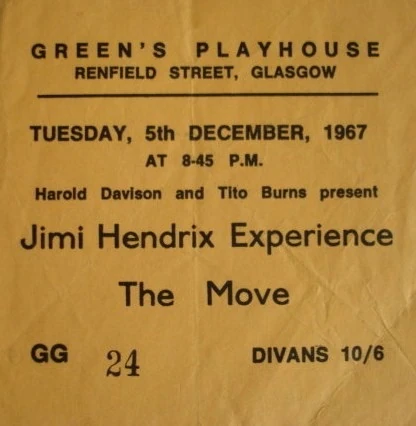 GREEN'S PLAYHOUSE
RENFIELD STREET, GLASGOW
TUESDAY, 5th DECEMBER, 1967
AT 8-45 P.M.
Harold Davison and Tito Burns present
Jimi Hendrix Experience
The Move
GG 24 DIVANS 10/6